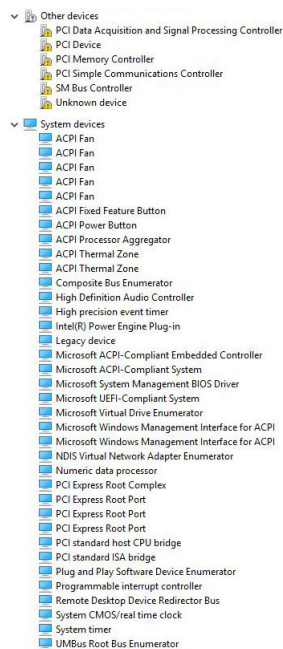 Other devices
PCI Data Acquisition and Signal Processing Controller
PCI Device
PCI Memory Controller
PCI Simple Communications Controller
SM Bus Controller
Unknown device
System devices
ACPI Fan
ACPI Fan
ACPI Fan
ACPI Fan
ACPI Fan
ACPI Fixed Feature Button
ACPI Power Button
ACPI Processor Aggregator
ACPI Thermal Zone
ACPI Thermal Zone
Composite Bus Enumerator
High Definition Audio Controller
High precision event timer
Intel(R) Power Engine Plug-in
Legacy device
Microsoft ACPI-Compliant Embedded Controller
Microsoft ACPI-Compliant System
Microsoft System Management BIOS Driver
Microsoft UEFI-Compliant System
Microsoft Virtual Drive Enumerator
Microsoft Windows Management Interface for ACPI
Microsoft Windows Management Interface for ACPI
NDIS Virtual Network Adapter Enumerator
Numeric data processor
PCI Express Root Complex
PCI Express Root Port
PCI Express Root Port
PCI Express Root Port
PCI standard host CPU bridge
PCI standard ISA bridge
Plug and Play Software Device Enumerator
Programmable interrupt controller
Remote Desktop Device Redirector Bus
System CMOS/real time clock
System timer
UMBus Root Bus Enumerator